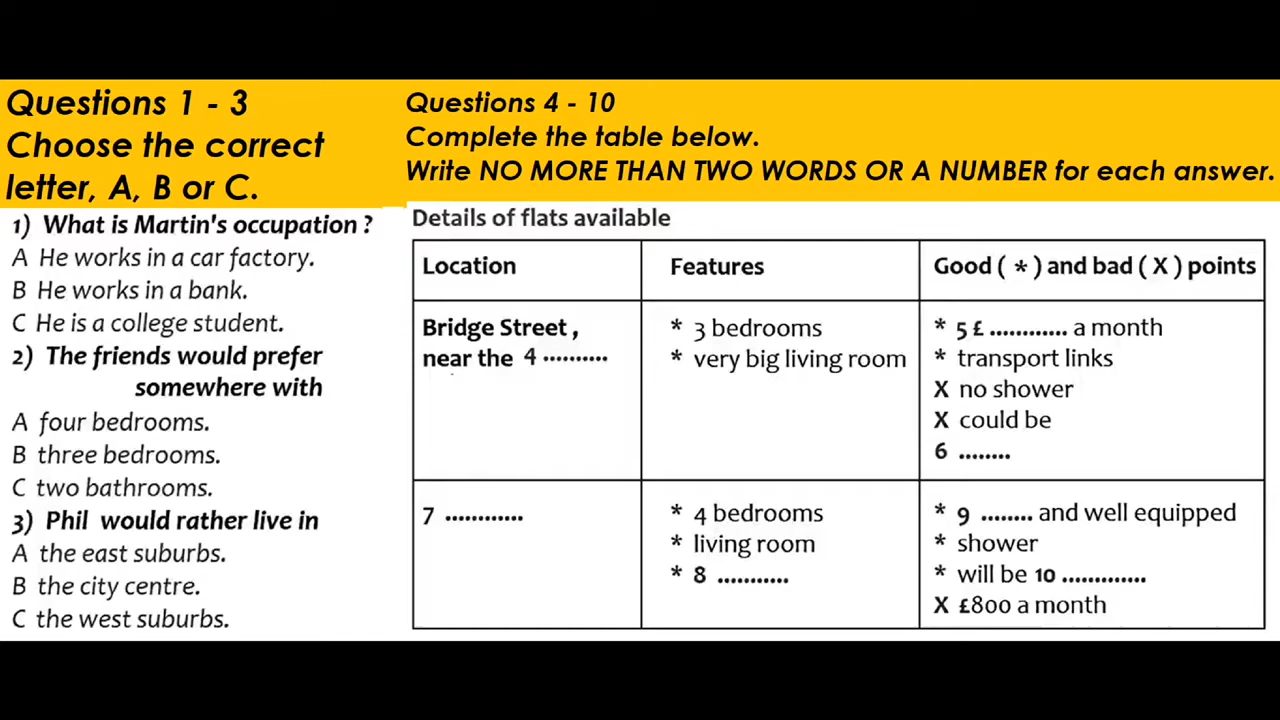 Questions 1 - 3
Choose the correct
letter, A, B or C.
1) What is Martin's occupation ?
A He works in a car factory.
B He works in a bank.
C He is a college student.
2) The friends would prefer
somewhere with
A four bedrooms.
B three bedrooms.
C two bathrooms.
3) Phil would rather live in
A the east suburbs.
B the city centre.
C the west suburbs.
Questions 4 - 10
Complete the table below.
Write NO MORE THAN TWO WORDS OR A NUMBER for each answer.
Details of flats available
Location
Features
Good ( * ) and bad ( X ) points
Bridge Street ,
near the 4 ..........
* 3 bedrooms
* very big living room
* 5 £ ............ a month
* transport links
X no shower
X could be
6 ........
7 ............
* 4 bedrooms
* living room
* 8 ...........
* 9 ........ and well equipped
* shower
* will be 10 .............
X £800 a month